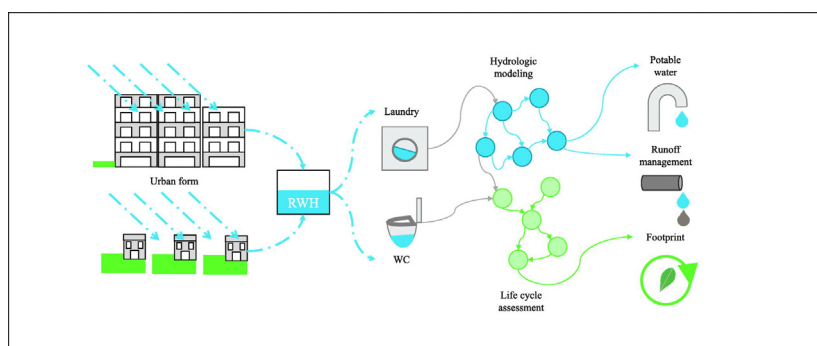 Urban form
RWH
Laundry
WC
Hydrologic
modeling
Life cycle
assessment
Potable
water
Runoff
management
Footprint